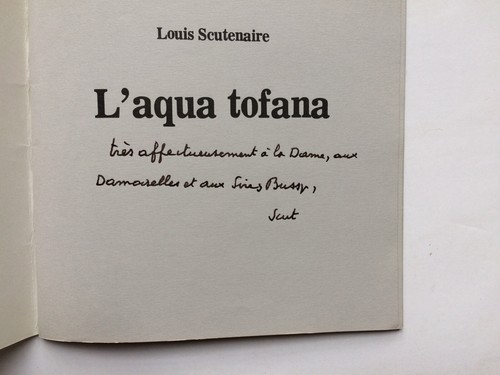 Louis Scutenaire
L'aqua tofana
très affectueusement à la Dame, aux
Damoiselles et aux Sires Bussy,
Scut